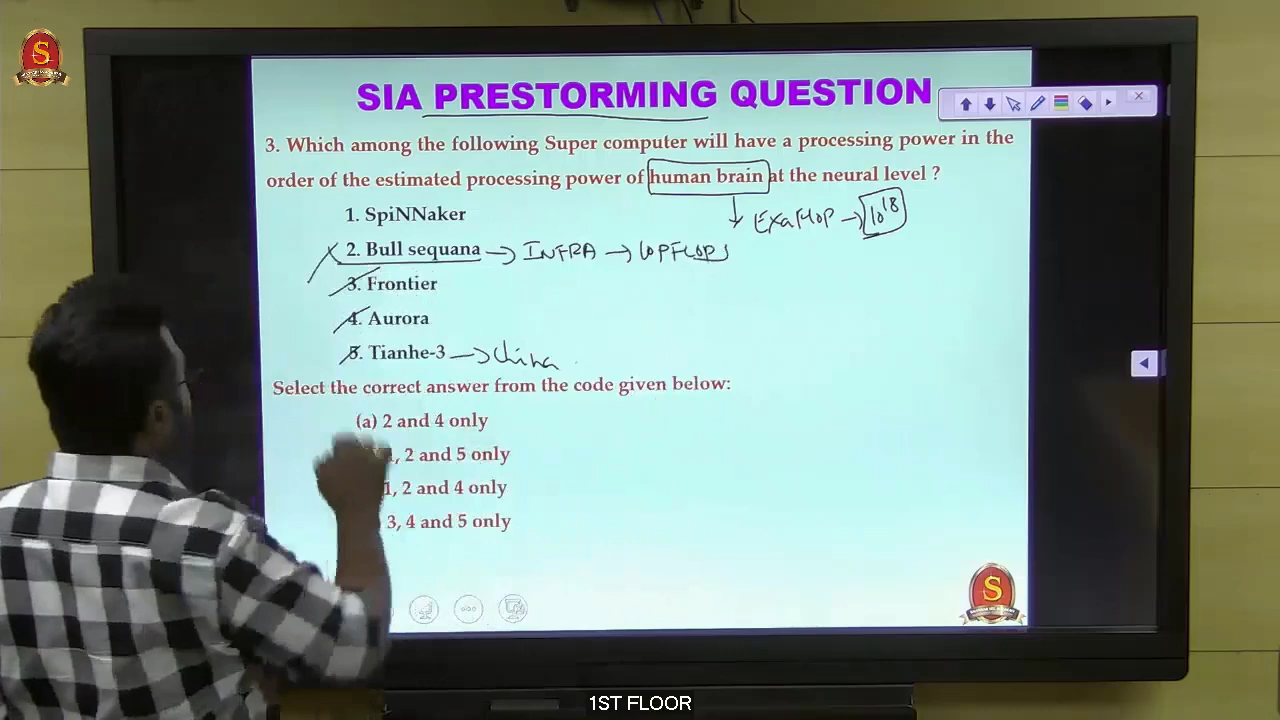 S
SIA PRESTORMING QUESTION
3. Which among the following Super computer will have a processing power in the
order of the estimated processing power of human brain at the neural level ?
1. SpiNNaker
ExaFlop → 10^18
2. Bull sequana → INFRA → 10PFLOPS
3. Frontier
4. Aurora
5. Tianhe-3 → China
Select the correct answer from the code given below:
(a) 2 and 4 only
1, 2 and 5 only
1, 2 and 4 only
3, 4 and 5 only
S
1ST FLOOR